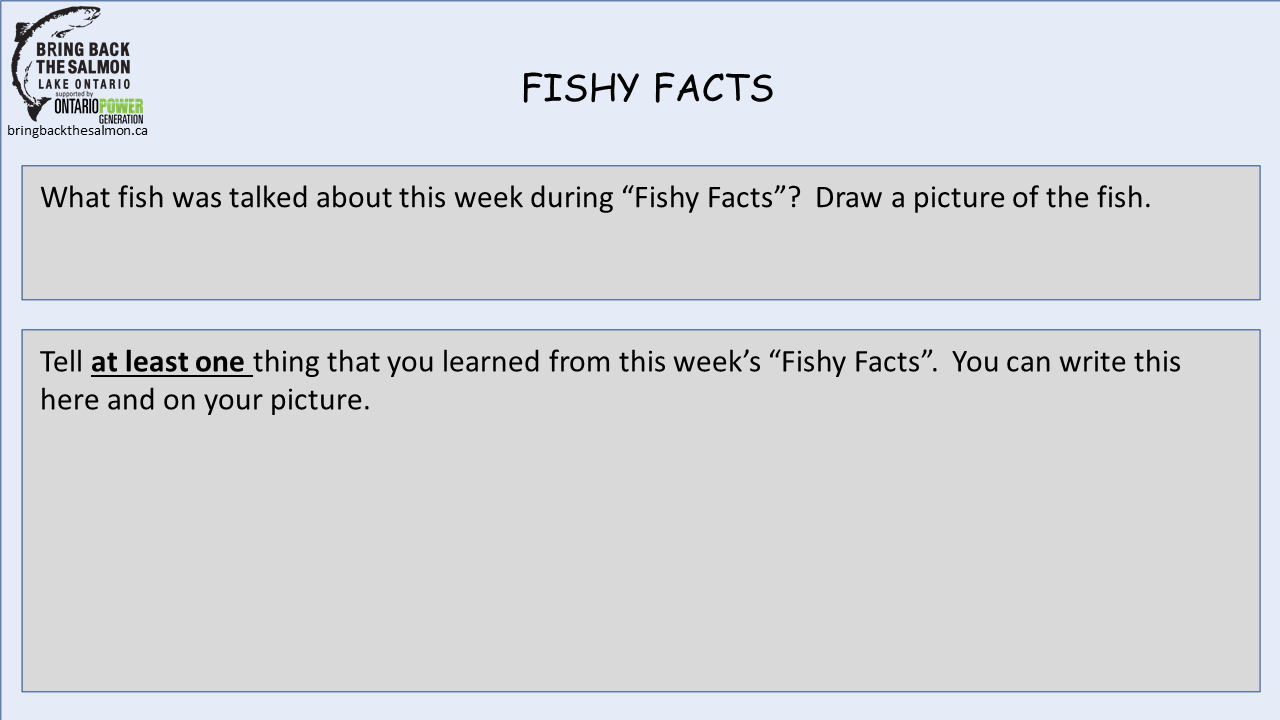 BRING BACK
THE SALMON
LAKE ONTARIO
supported by
ONTARIOPOWER
GENERATION
bringbackthesalmon.ca
FISHY FACTS
What fish was talked about this week during “Fishy Facts”?  Draw a picture of the fish.
Tell at least one thing that you learned from this week’s “Fishy Facts”.  You can write this
here and on your picture.